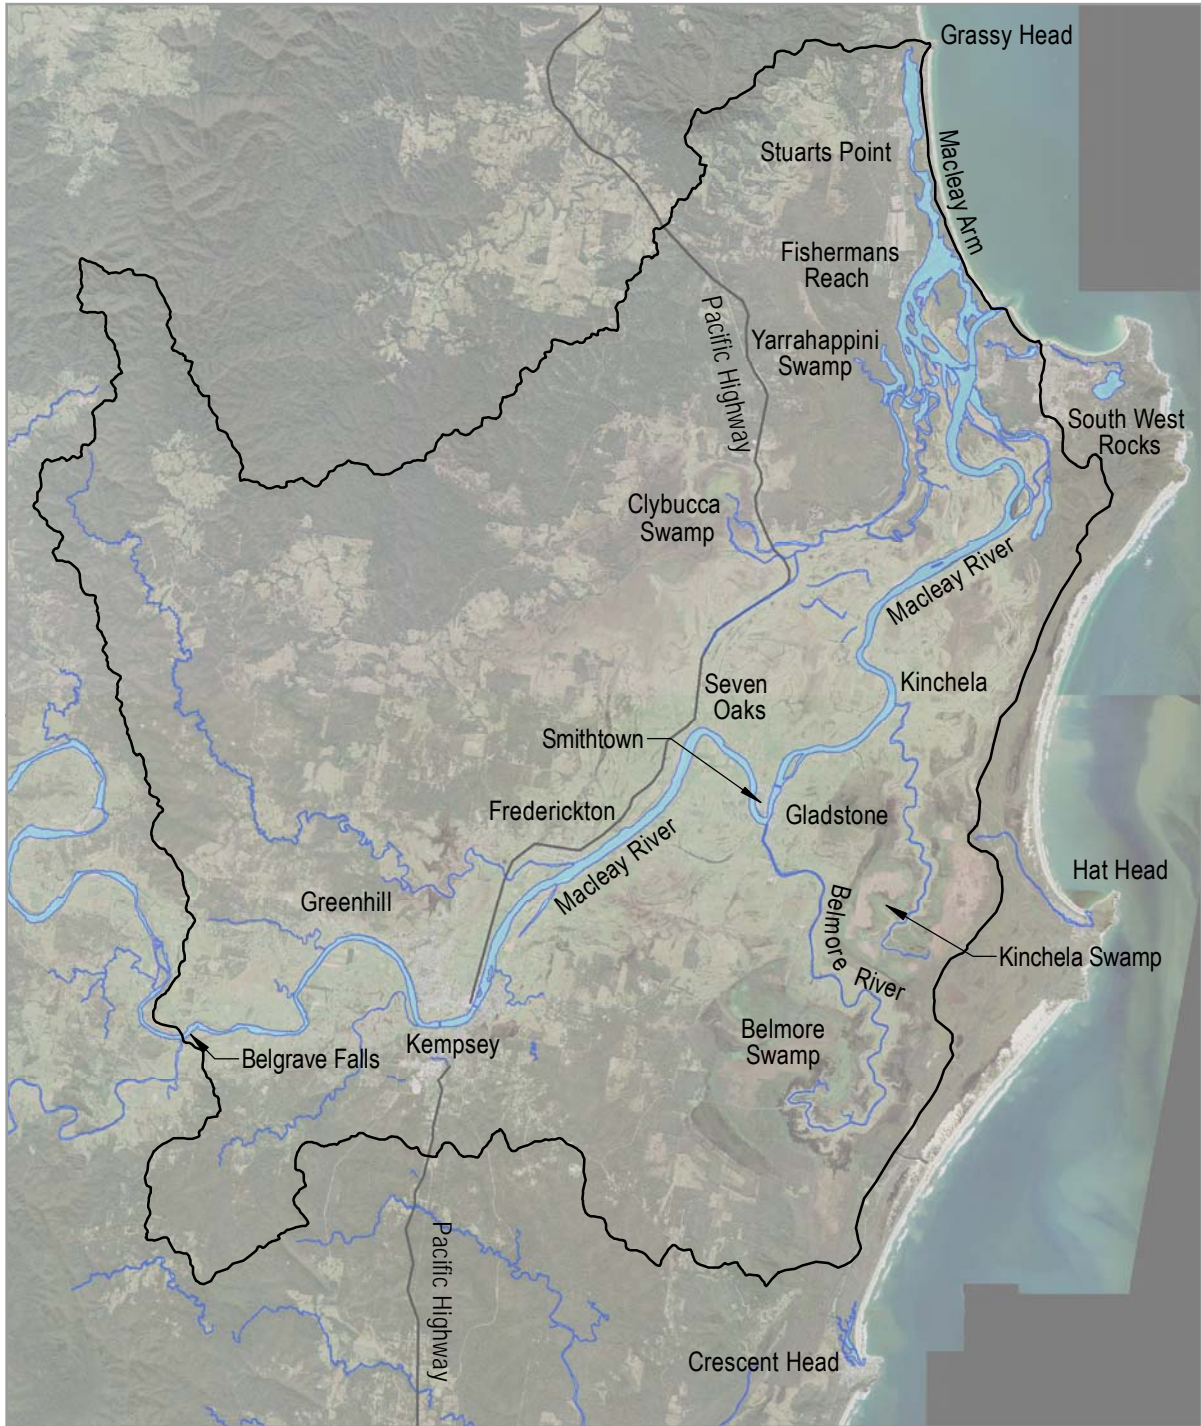 Grassy Head
Stuarts Point
Macleay Arm
Fishermans
Reach
Pacific Highway
Yarrahappini
Swamp
South West
Rocks
Clybucca
Swamp
Macleay River
Seven
Oaks
Kinchela
Smithtown
Frederickton
Gladstone
Macleay River
Hat Head
Greenhill
Belmore River
Kinchela Swamp
Belmore
Swamp
Kempsey
Belgrave Falls
Pacific Highway
Crescent Head